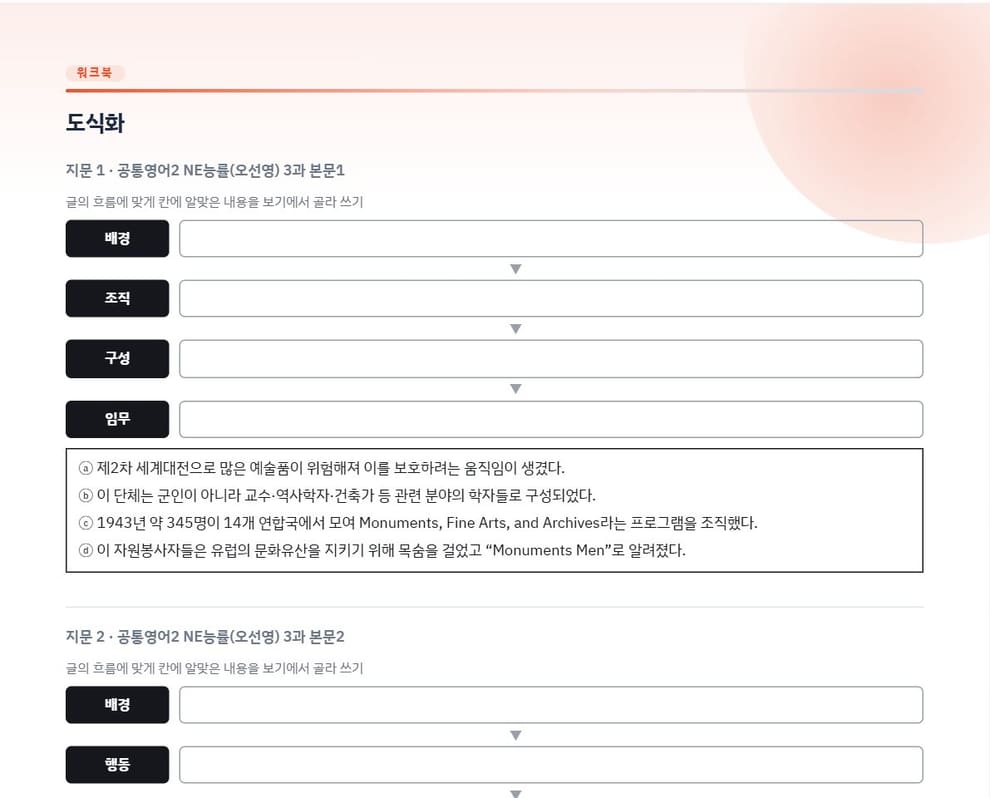 워크북
도식화
지문 1 · 공통영어2 NE능률(오선영) 3과 본문1
글의 흐름에 맞게 칸에 알맞은 내용을 보기에서 골라 쓰기
배경
▼
조직
▼
구성
▼
임무
ⓐ 제2차 세계대전으로 많은 예술품이 위험해져 이를 보호하려는 움직임이 생겼다.
ⓑ 이 단체는 군인이 아니라 교수·역사학자·건축가 등 관련 분야의 학자들로 구성되었다.
ⓒ 1943년 약 345명이 14개 연합국에서 모여 Monuments, Fine Arts, and Archives라는 프로그램을 조직했다.
ⓓ 이 자원봉사자들은 유럽의 문화유산을 지키기 위해 목숨을 걸었고 “Monuments Men”로 알려졌다.
지문 2 · 공통영어2 NE능률(오선영) 3과 본문2
글의 흐름에 맞게 칸에 알맞은 내용을 보기에서 골라 쓰기
배경
▼
행동
▼